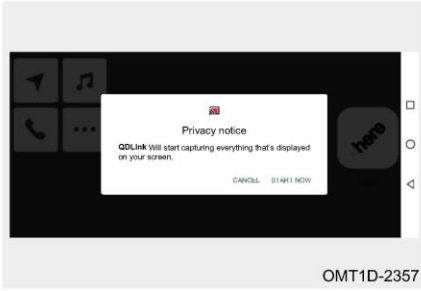 Privacy notice
QDLink Will start capturing everything that's displayed
on your screen.
CANCEL START NOW
here
OMT1D-2357